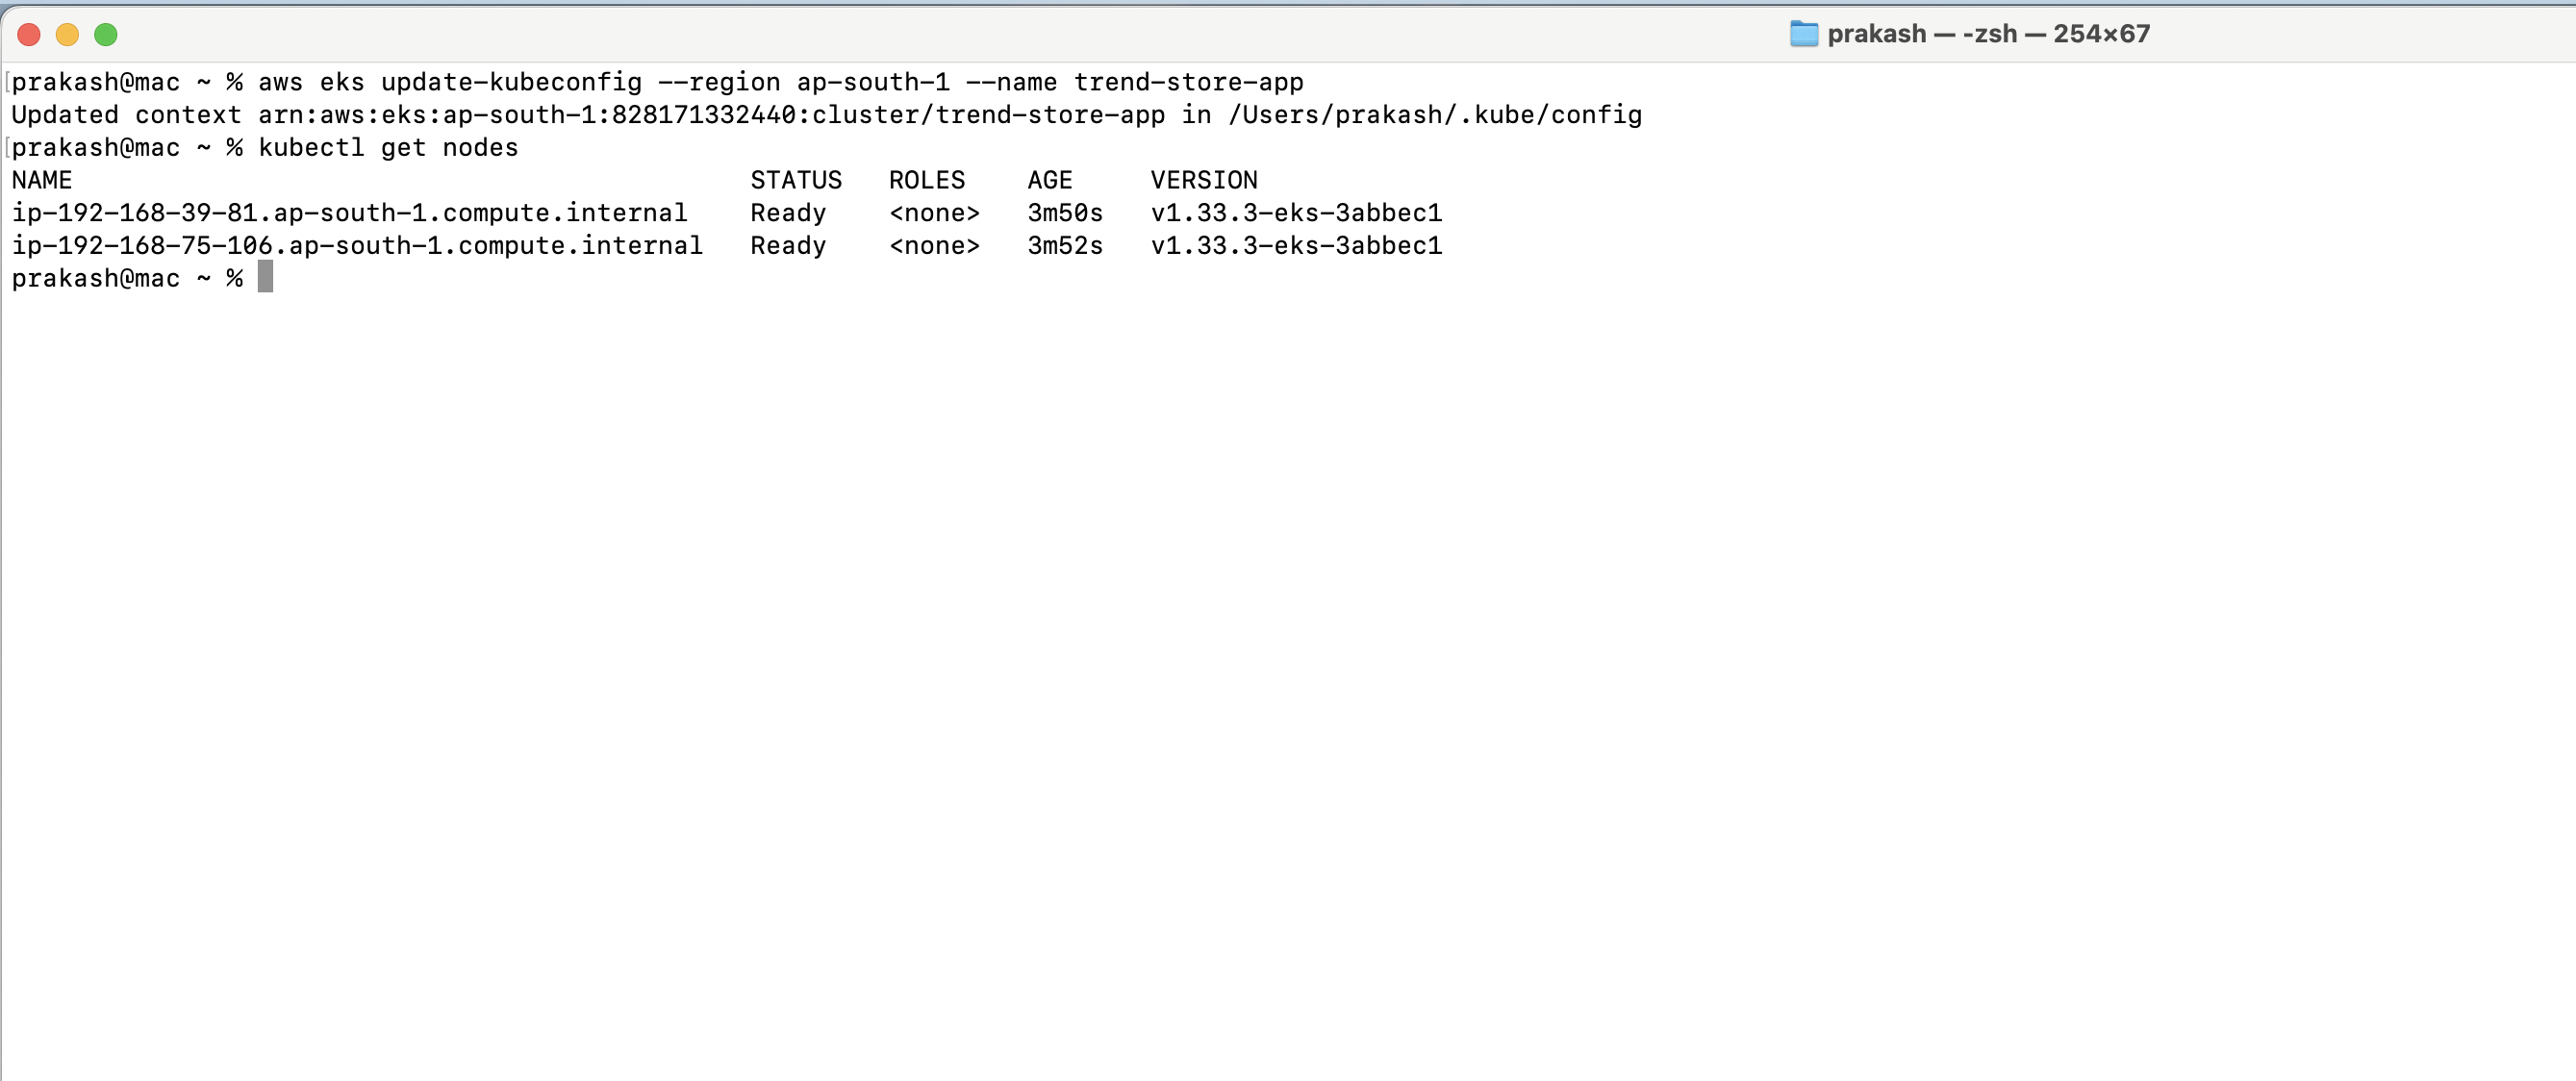 prakash — -zsh — 254×67
prakash@mac ~ % aws eks update-kubeconfig --region ap-south-1 --name trend-store-app
Updated context arn:aws:eks:ap-south-1:828171332440:cluster/trend-store-app in /Users/prakash/.kube/config
prakash@mac ~ % kubectl get nodes
NAME                                            STATUS   ROLES    AGE     VERSION
ip-192-168-39-81.ap-south-1.compute.internal    Ready    <none>   3m50s   v1.33.3-eks-3abbec1
ip-192-168-75-106.ap-south-1.compute.internal   Ready    <none>   3m52s   v1.33.3-eks-3abbec1
prakash@mac ~ %